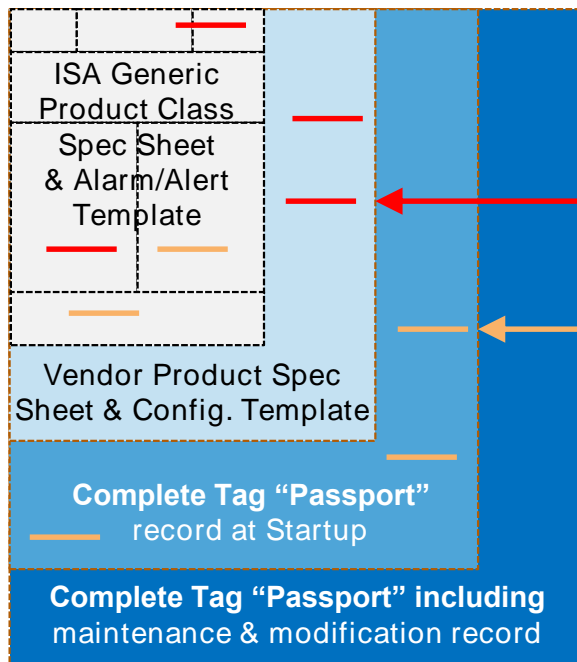 ISA Generic
Product Class
Spec Sheet
& Alarm/Alert
Template
Vendor Product Spec
Sheet & Config. Template
Complete Tag “Passport”
record at Startup
Complete Tag “Passport” including
maintenance & modification record